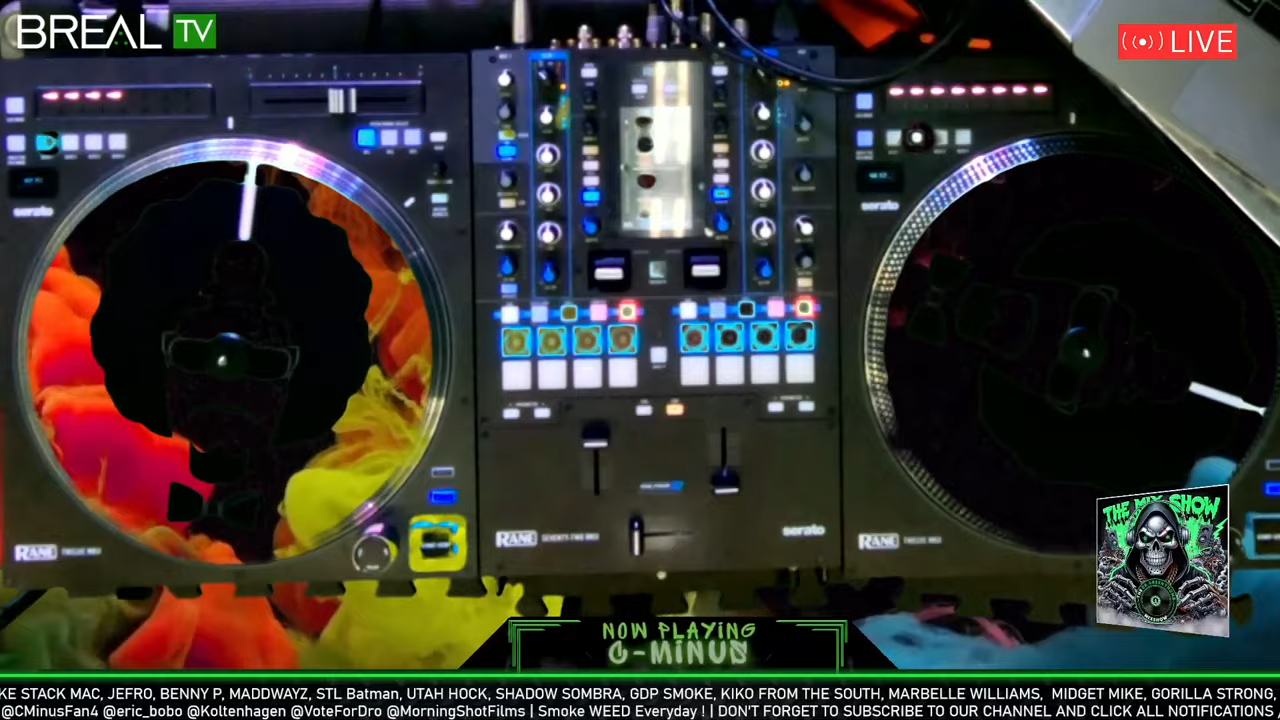 BREAL TV
LIVE
serato
serato
THE MIX SHOW
RANE
RANE SEVENTY-TWO MKII
serato
RANE
NOW PLAYING
C-MINUS
KE STACK MAC, JEFRO, BENNY P, MADDWAYZ, STL Batman, UTAH HOCK, SHADOW SOMBRA, GDP SMOKE, KIKO FROM THE SOUTH, MARBELLE WILLIAMS, MIDGET MIKE, GORILLA STRONG,
@CMinusFan4 @eric_bobo @Koltenhagen @VoteForDro @MorningShotFilms | Smoke WEED Everyday ! | DON'T FORGET TO SUBSCRIBE TO OUR CHANNEL AND CLICK ALL NOTIFICATIONS